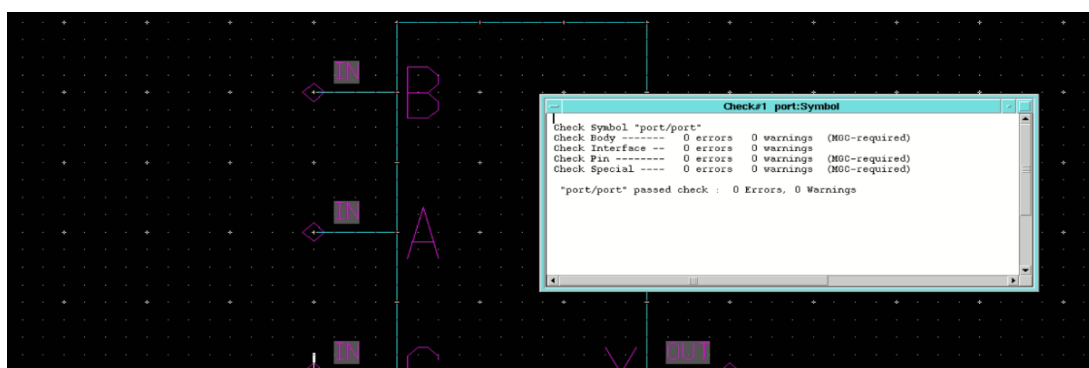 IN
B
Check#1 port:Symbol
Check Symbol "port/port"
Check Body ------- 0 errors 0 warnings (MGC-required)
Check Interface -- 0 errors 0 warnings
Check Pin -------- 0 errors 0 warnings (MGC-required)
Check Special ---- 0 errors 0 warnings (MGC-required)
"port/port" passed check : 0 Errors, 0 Warnings
IN
A
IN
OUT